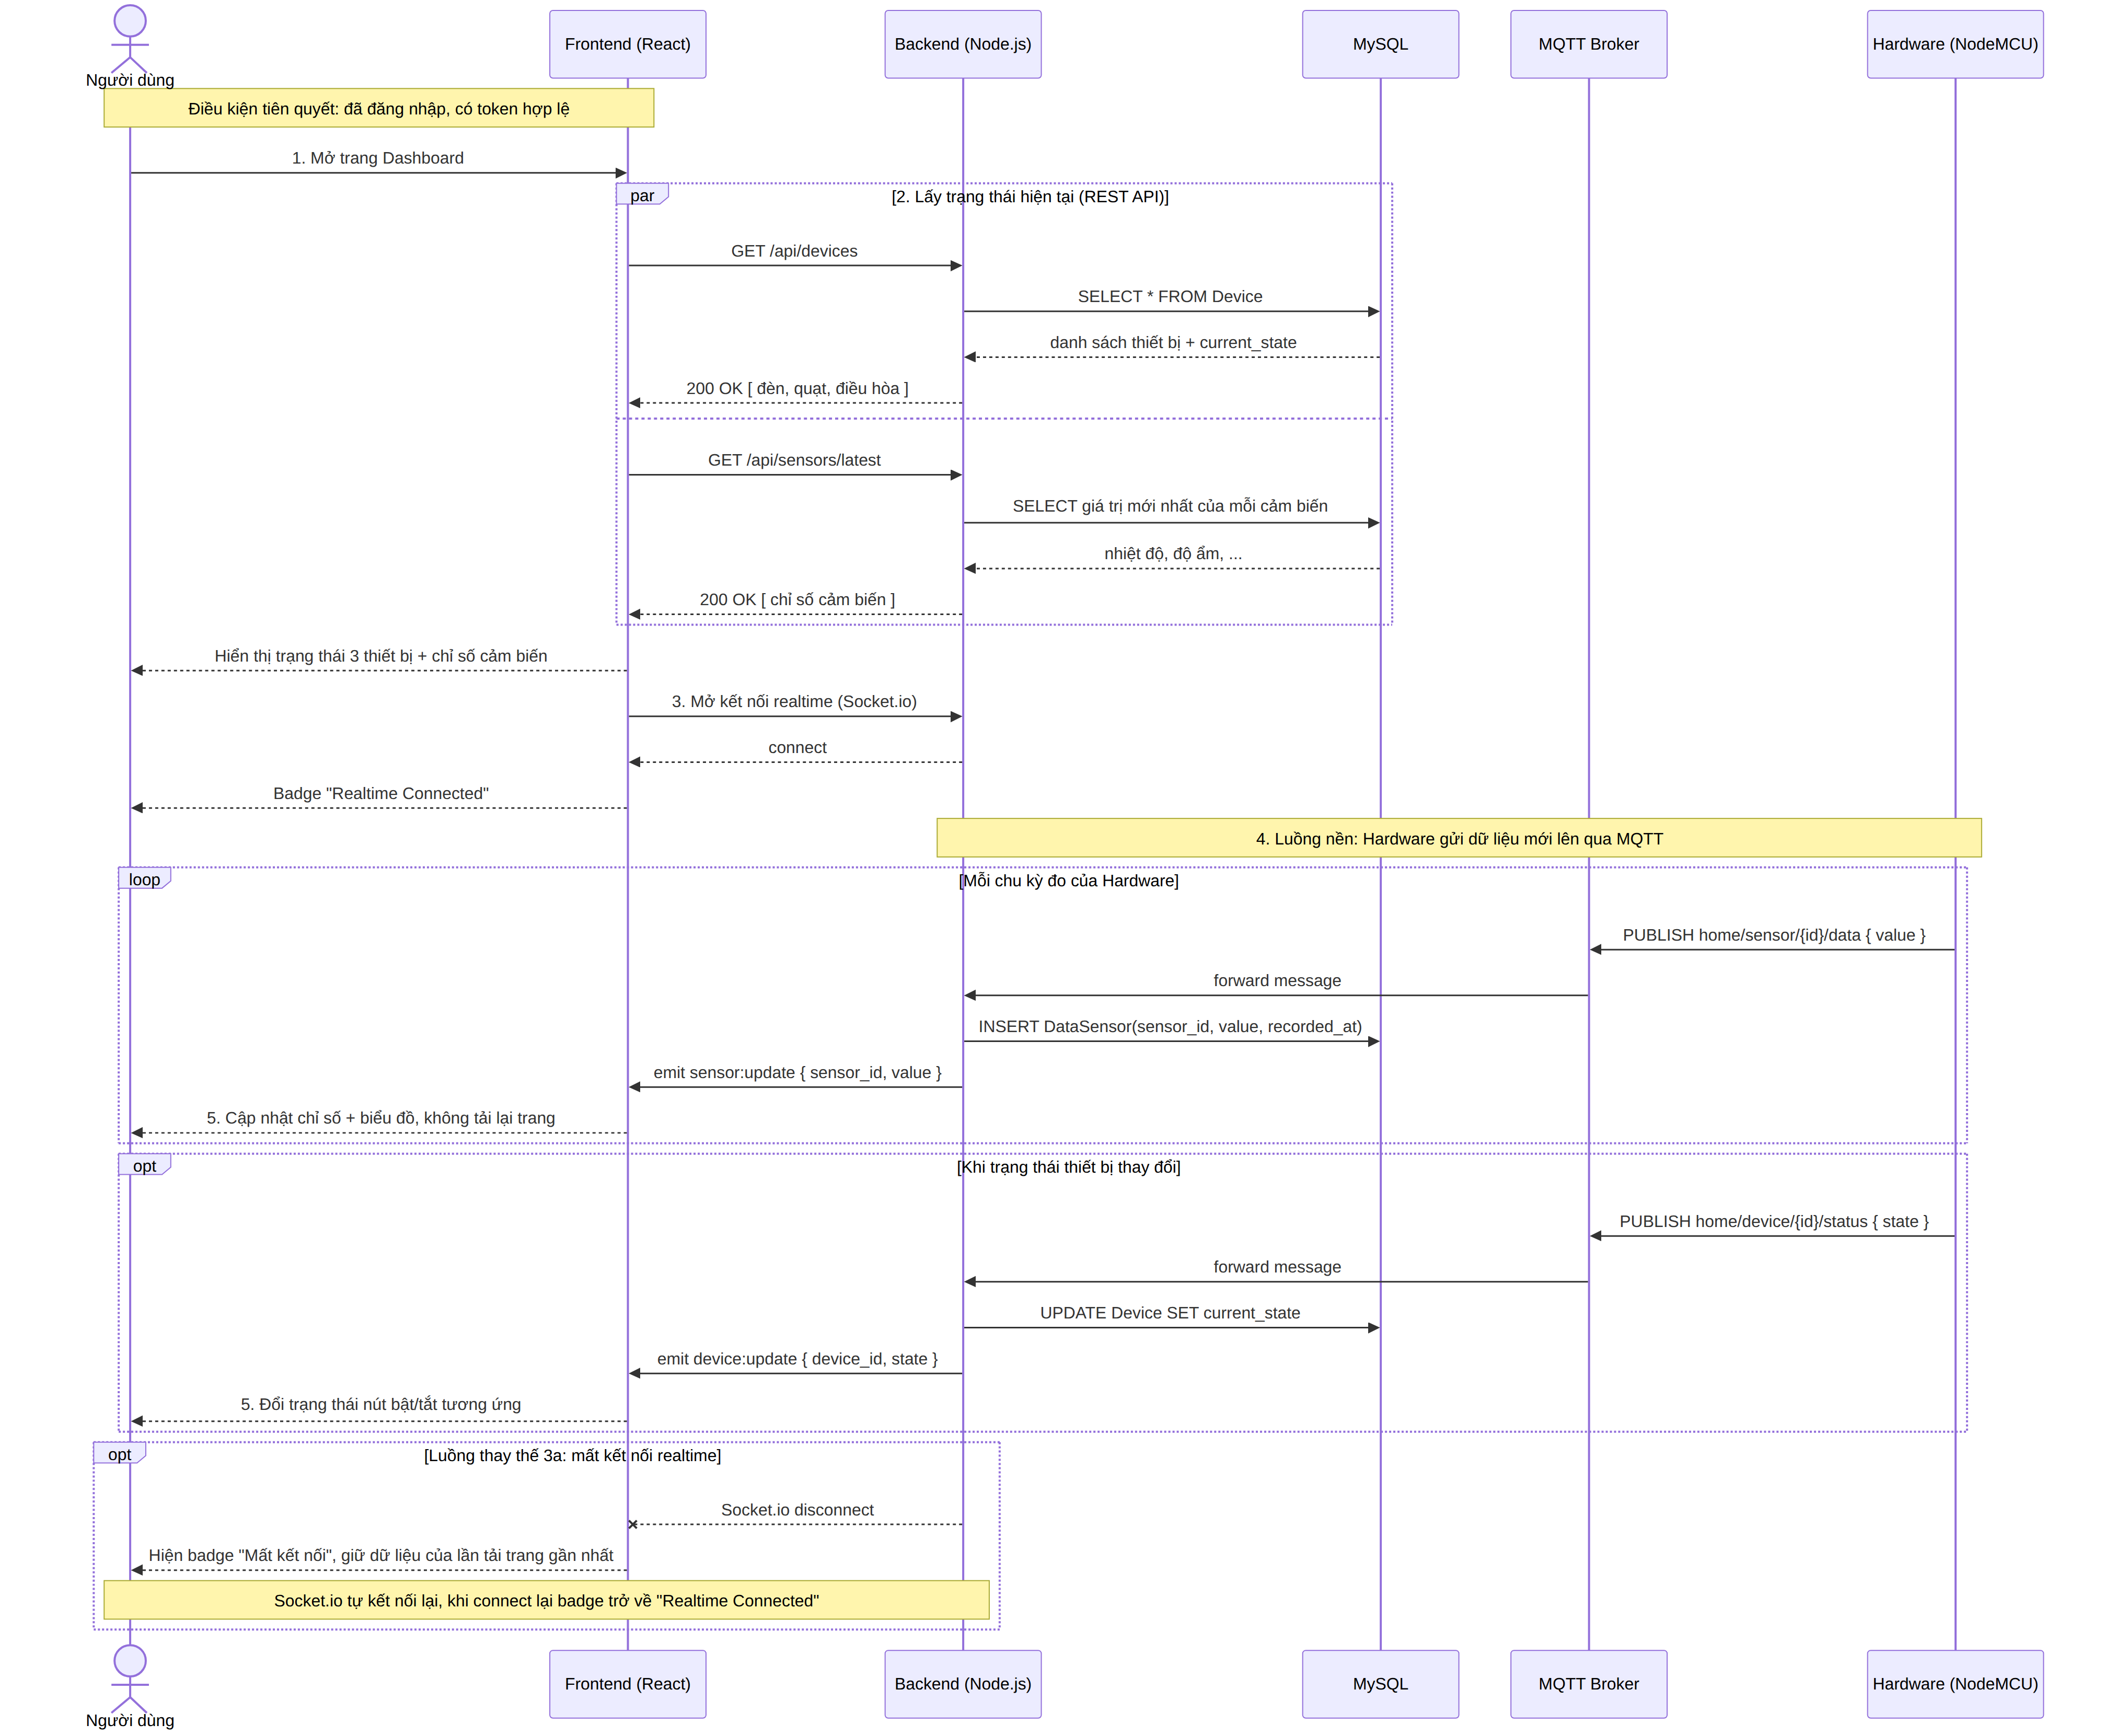 Người dùng
Frontend (React)
Backend (Node.js)
MySQL
MQTT Broker
Hardware (NodeMCU)
Điều kiện tiên quyết: đã đăng nhập, có token hợp lệ
1. Mở trang Dashboard
par
[2. Lấy trạng thái hiện tại (REST API)]
GET /api/devices
SELECT * FROM Device
danh sách thiết bị + current_state
200 OK [ đèn, quạt, điều hòa ]
GET /api/sensors/latest
SELECT giá trị mới nhất của mỗi cảm biến
nhiệt độ, độ ẩm, ...
200 OK [ chỉ số cảm biến ]
Hiển thị trạng thái 3 thiết bị + chỉ số cảm biến
3. Mở kết nối realtime (Socket.io)
connect
Badge "Realtime Connected"
4. Luồng nền: Hardware gửi dữ liệu mới lên qua MQTT
loop
[Mỗi chu kỳ đo của Hardware]
PUBLISH home/sensor/{id}/data { value }
forward message
INSERT DataSensor(sensor_id, value, recorded_at)
emit sensor:update { sensor_id, value }
5. Cập nhật chỉ số + biểu đồ, không tải lại trang
opt
[Khi trạng thái thiết bị thay đổi]
PUBLISH home/device/{id}/status { state }
forward message
UPDATE Device SET current_state
emit device:update { device_id, state }
5. Đổi trạng thái nút bật/tắt tương ứng
opt
[Luồng thay thế 3a: mất kết nối realtime]
Socket.io disconnect
Hiện badge "Mất kết nối", giữ dữ liệu của lần tải trang gần nhất
Socket.io tự kết nối lại, khi connect lại badge trở về "Realtime Connected"
Người dùng
Frontend (React)
Backend (Node.js)
MySQL
MQTT Broker
Hardware (NodeMCU)